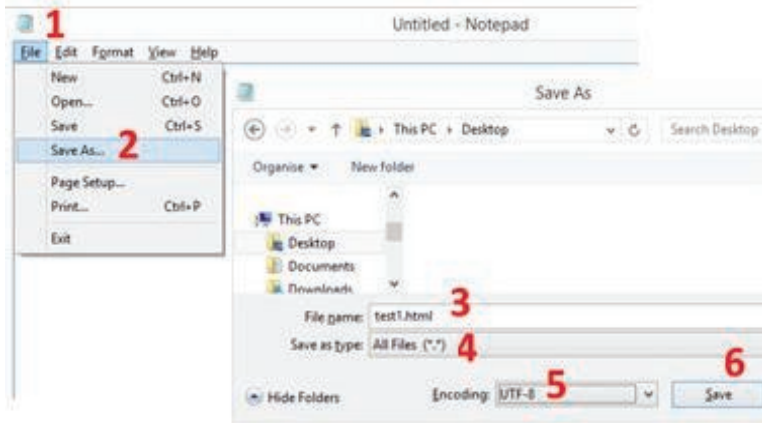 1
Untitled - Notepad
File Edit Format View Help
New Ctrl+N
Open... Ctrl+O
Save Ctrl+S
Save As... 2
Page Setup...
Print... Ctrl+P
Exit
Save As
This PC Desktop
Search Desktop
Organise New folder
This PC
Desktop
Documents
Downloads
File name: test1.html 3
Save as type: All Files (*.*) 4
Hide Folders
Encoding: UTF-8 5
Save 6